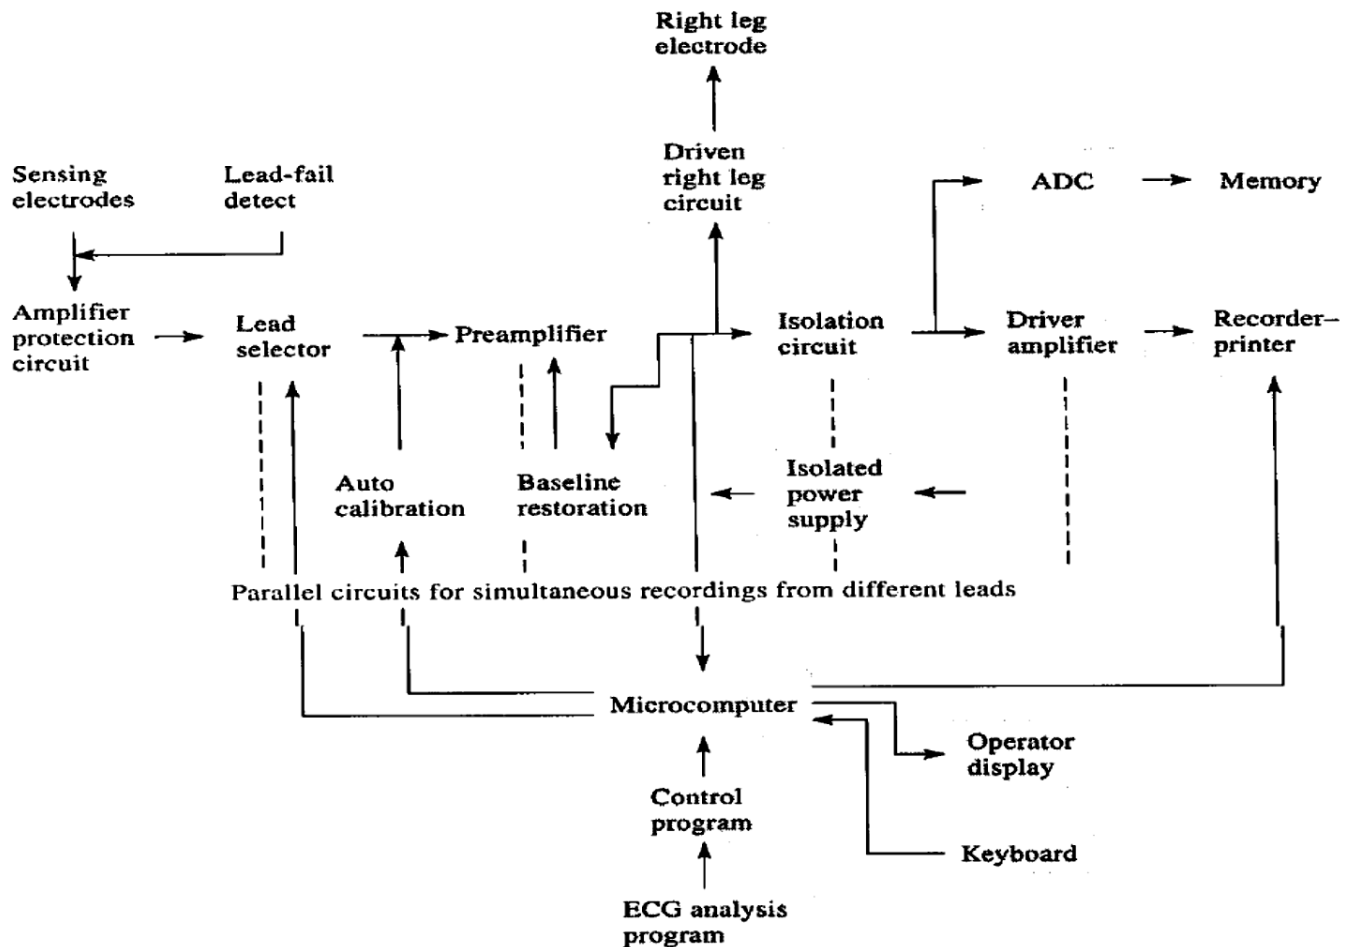 Right leg
electrode
Sensing
electrodes
Lead-fail
detect
Driven
right leg
circuit
ADC
Memory
Amplifier
protection
circuit
Lead
selector
Preamplifier
Isolation
circuit
Driver
amplifier
Recorder–
printer
Auto
calibration
Baseline
restoration
Isolated
power
supply
Parallel circuits for simultaneous recordings from different leads
Microcomputer
Operator
display
Control
program
Keyboard
ECG analysis
program